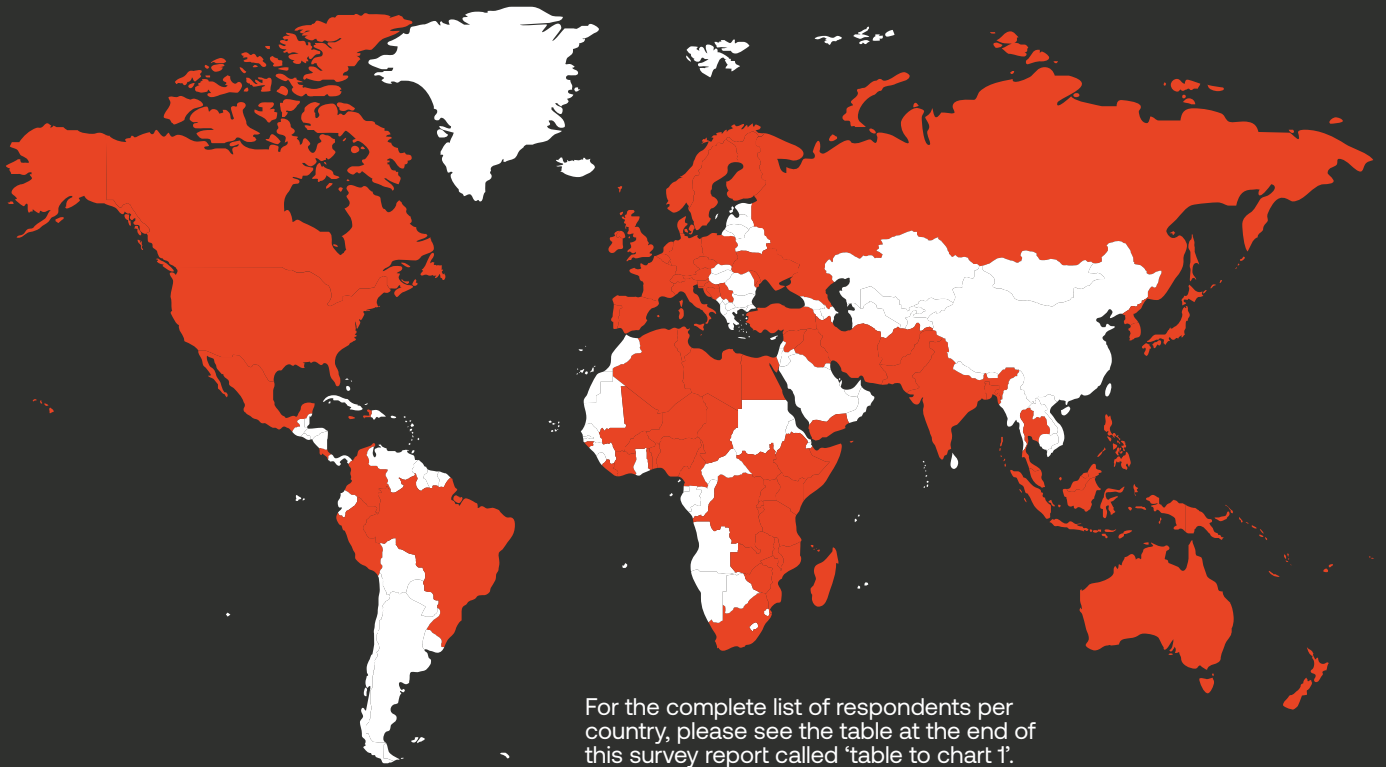 For the complete list of respondents per
country, please see the table at the end of
this survey report called ‘table to chart 1’.